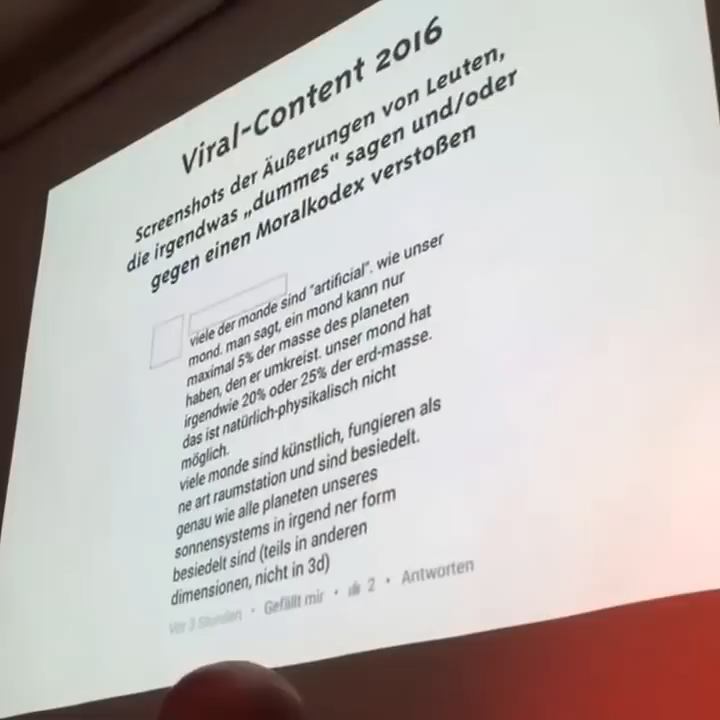 Viral-Content 2016
Screenshots der Äußerungen von Leuten,
die irgendwas „dummes“ sagen und/oder
gegen einen Moralkodex verstoßen
viele der monde sind "artificial". wie unser
mond. man sagt, ein mond kann nur
maximal 5% der masse des planeten
haben, den er umkreist. unser mond hat
irgendwie 20% oder 25% der erd-masse.
das ist natürlich-physikalisch nicht
möglich.
viele monde sind künstlich, fungieren als
ne art raumstation und sind besiedelt.
genau wie alle planeten unseres
sonnensystems in irgend ner form
besiedelt sind (teils in anderen
dimensionen, nicht in 3d)
Vor 3 Stunden • Gefällt mir • 2 • Antworten